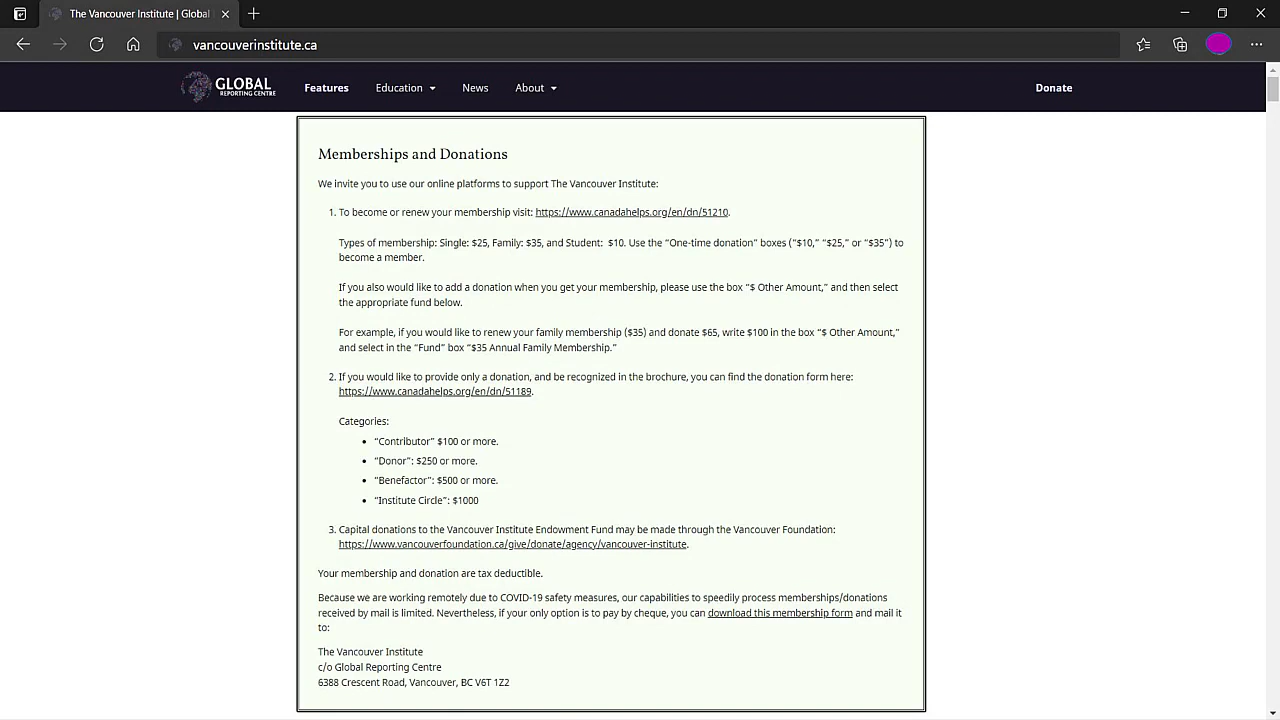 The Vancouver Institute | Global
vancouverinstitute.ca
GLOBAL
REPORTING CENTRE
Features
Education
News
About
Donate
Memberships and Donations
We invite you to use our online platforms to support The Vancouver Institute:
1. To become or renew your membership visit: https://www.canadahelps.org/en/dn/51210.
Types of membership: Single: $25, Family: $35, and Student: $10. Use the “One-time donation” boxes (“$10,” “$25,” or “$35”) to
become a member.
If you also would like to add a donation when you get your membership, please use the box “$ Other Amount,” and then select
the appropriate fund below.
For example, if you would like to renew your family membership ($35) and donate $65, write $100 in the box “$ Other Amount,”
and select in the “Fund” box “$35 Annual Family Membership.”
2. If you would like to provide only a donation, and be recognized in the brochure, you can find the donation form here:
https://www.canadahelps.org/en/dn/51189.
Categories:
• “Contributor” $100 or more.
• “Donor”: $250 or more.
• “Benefactor”: $500 or more.
• “Institute Circle”: $1000
3. Capital donations to the Vancouver Institute Endowment Fund may be made through the Vancouver Foundation:
https://www.vancouverfoundation.ca/give/donate/agency/vancouver-institute.
Your membership and donation are tax deductible.
Because we are working remotely due to COVID-19 safety measures, our capabilities to speedily process memberships/donations
received by mail is limited. Nevertheless, if your only option is to pay by cheque, you can download this membership form and mail it
to:
The Vancouver Institute
c/o Global Reporting Centre
6388 Crescent Road, Vancouver, BC V6T 1Z2